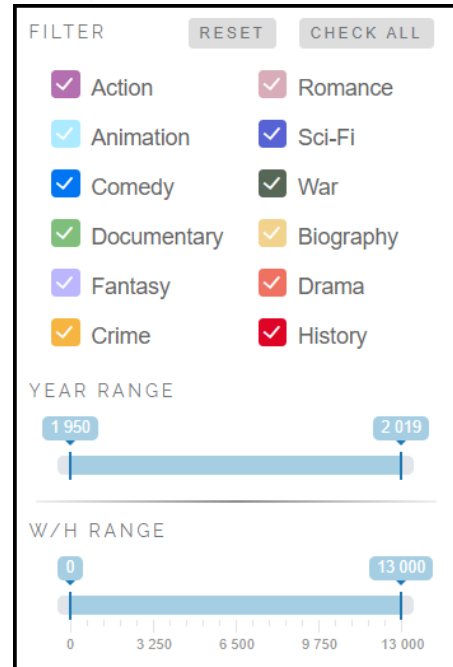 FILTER RESET CHECK ALL
Action Romance
Animation Sci-Fi
Comedy War
Documentary Biography
Fantasy Drama
Crime History
YEAR RANGE
1 950 2 019
W/H RANGE
0 13 000
0 3 250 6 500 9 750 13 000